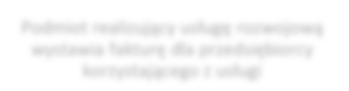 Podmiot realizujący usługę rozwojową
wystawia fakturę dla przedsiębiorcy
korzystającego z usługi